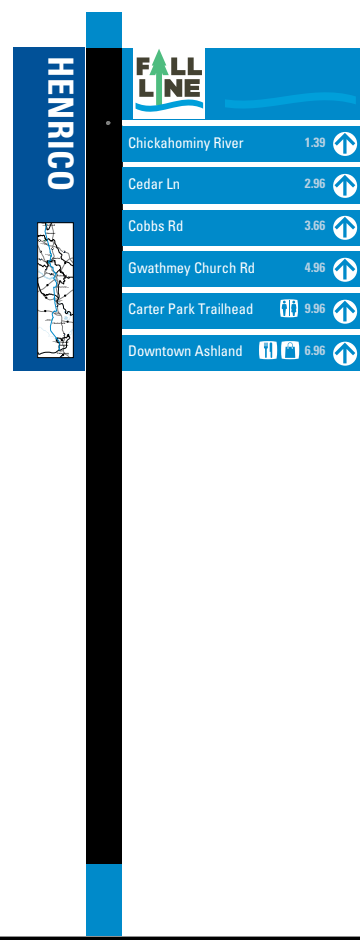 HENRICO
FALL
LINE
Chickahominy River 1.39
Cedar Ln 2.96
Cobbs Rd 3.66
Gwathmey Church Rd 4.96
Carter Park Trailhead 9.96
Downtown Ashland 6.96